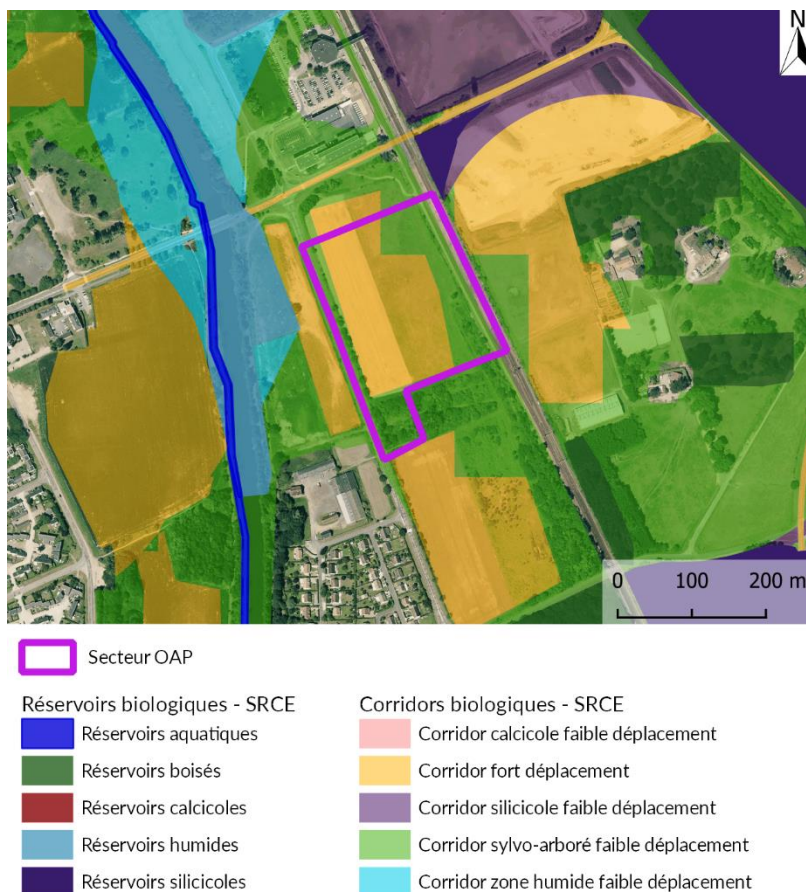 N
0 100 200 m
Secteur OAP
Réservoirs biologiques - SRCE
Réservoirs aquatiques
Réservoirs boisés
Réservoirs calcicoles
Réservoirs humides
Réservoirs silicicoles
Corridors biologiques - SRCE
Corridor calcicole faible déplacement
Corridor fort déplacement
Corridor silicicole faible déplacement
Corridor sylvo-arboré faible déplacement
Corridor zone humide faible déplacement